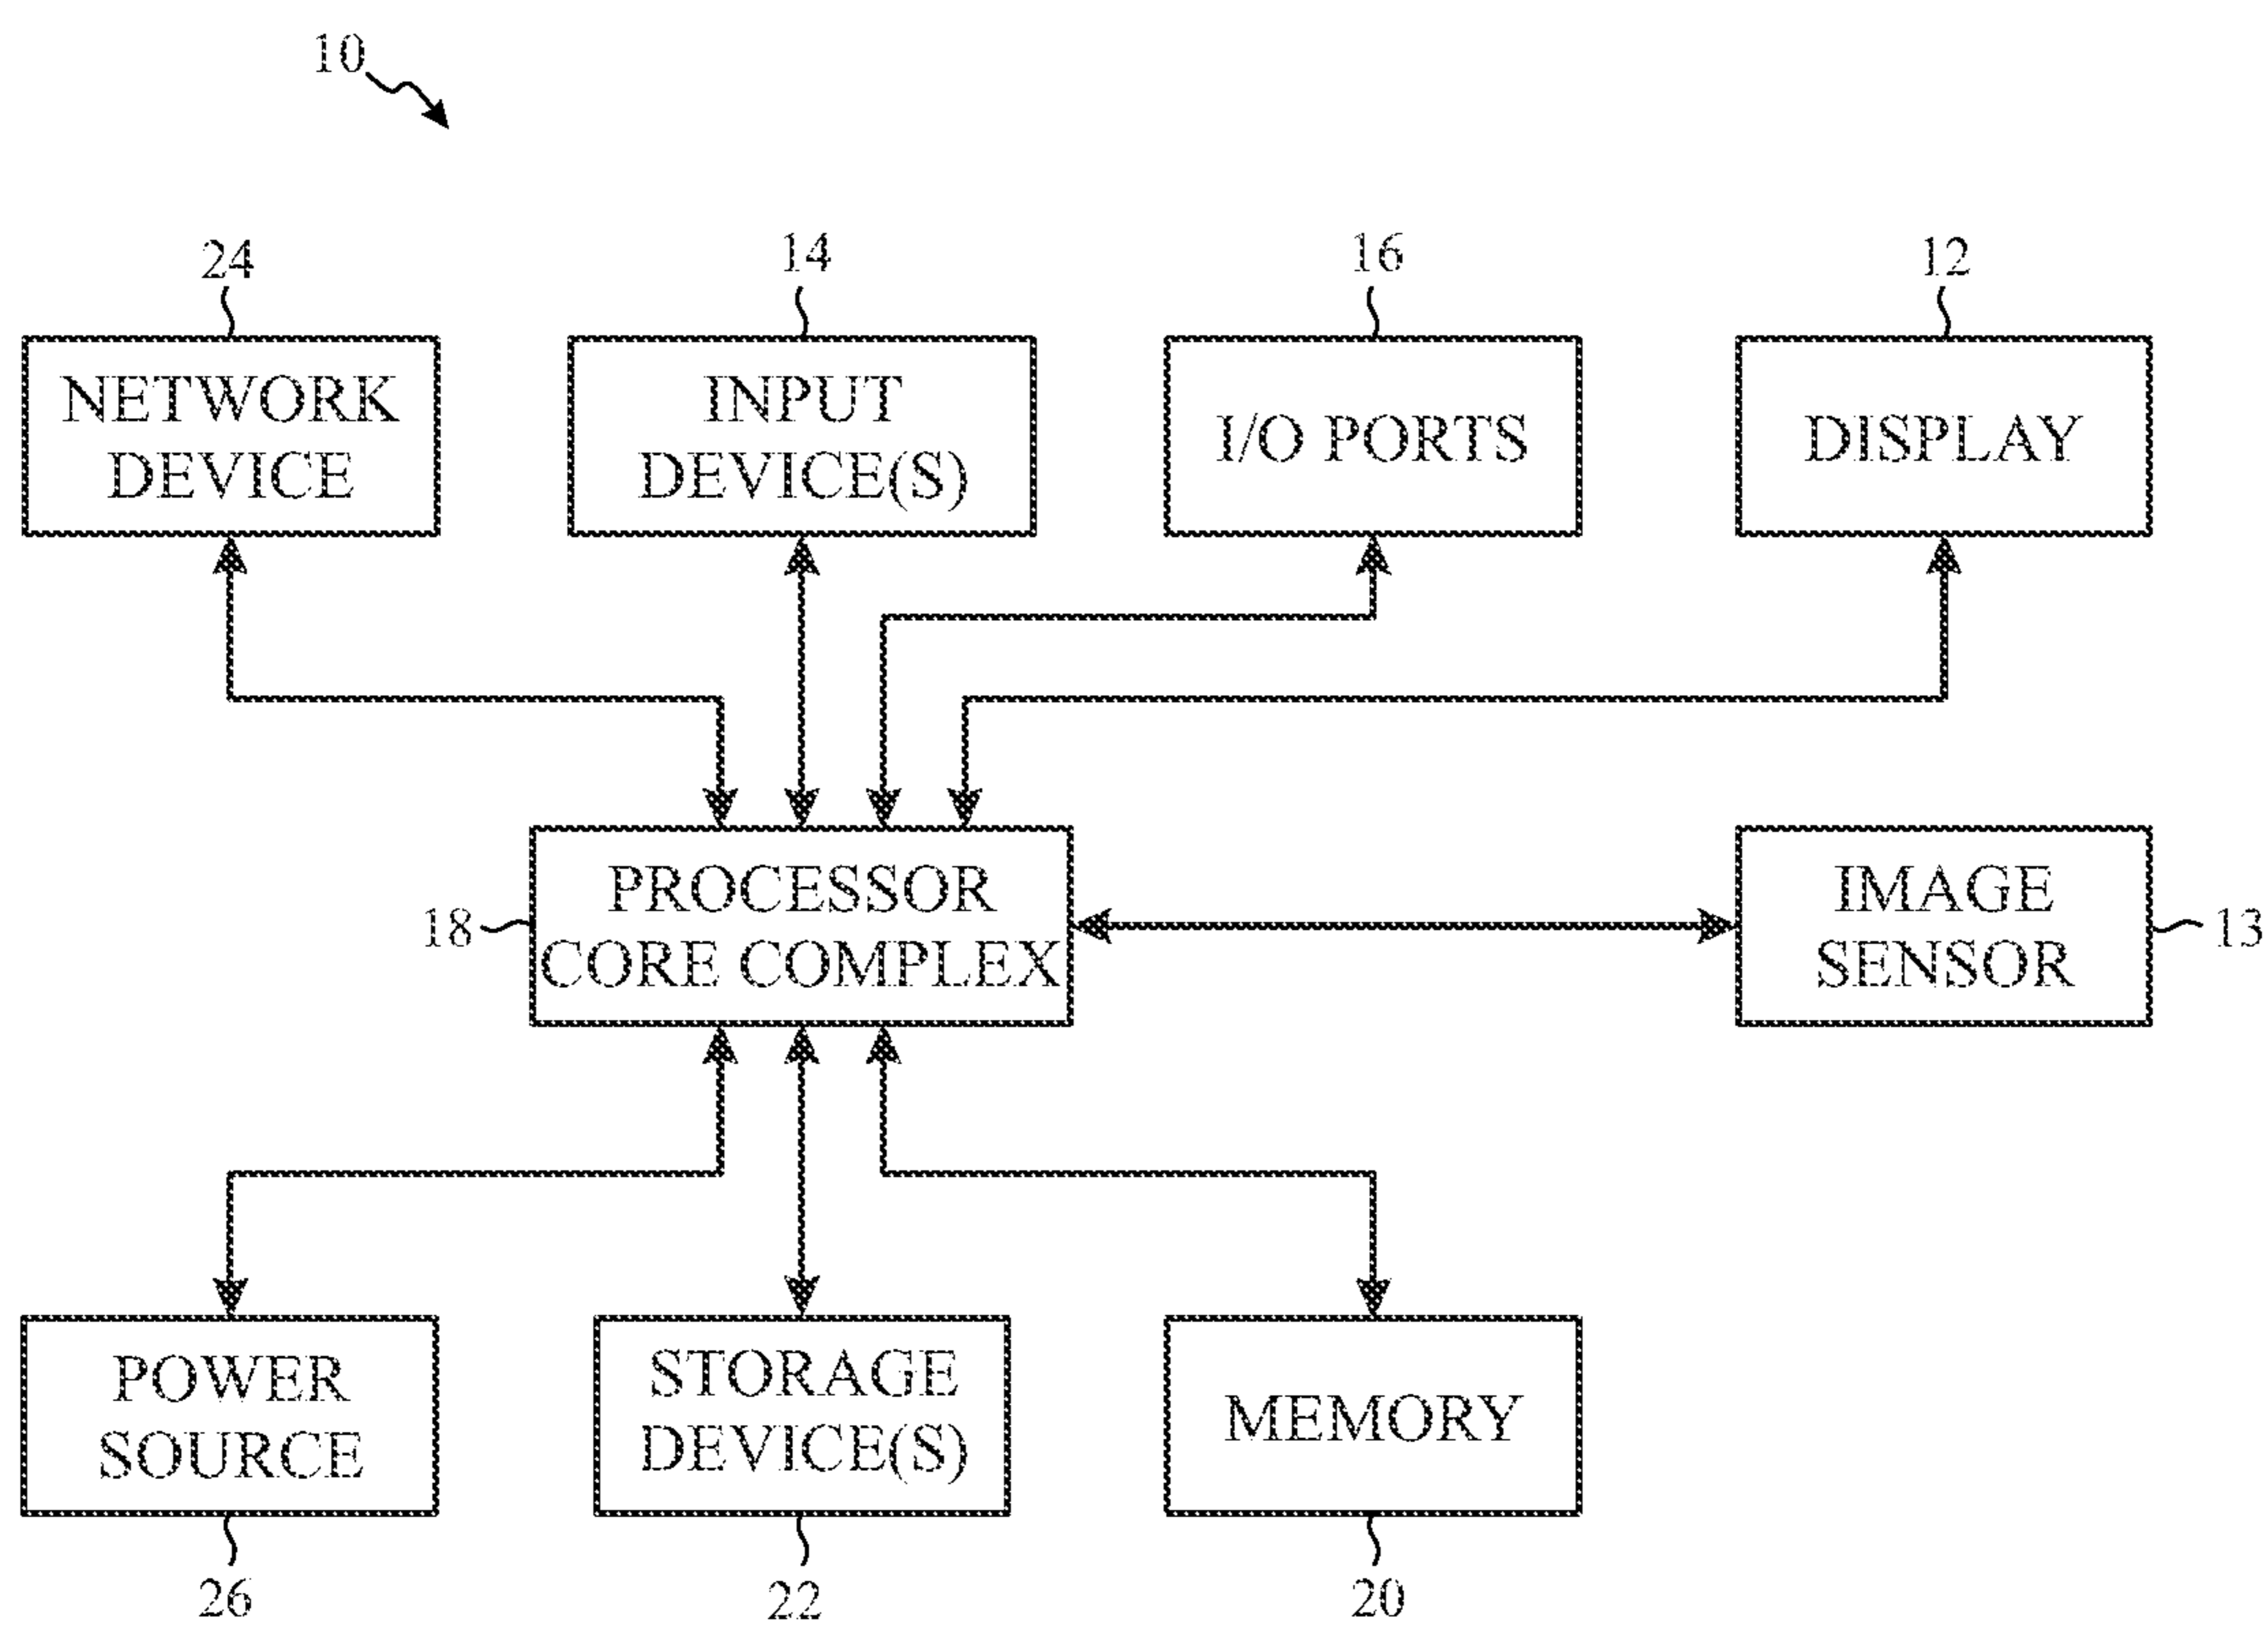 10
24
14
16
12
NETWORK
DEVICE
INPUT
DEVICE(S)
I/O PORTS
DISPLAY
18
PROCESSOR
CORE COMPLEX
IMAGE
SENSOR
13
POWER
SOURCE
STORAGE
DEVICE(S)
MEMORY
26
22
20